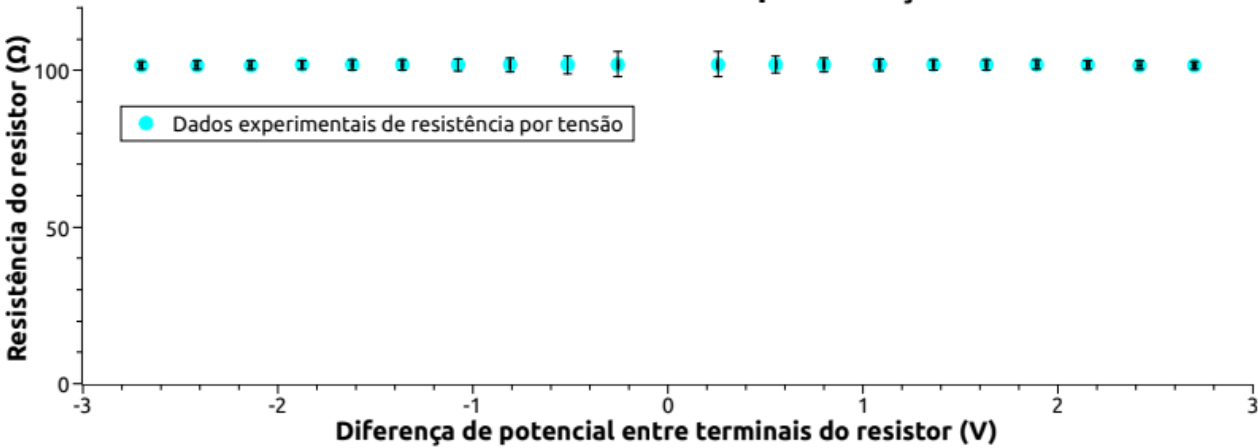 Resistência do resistor (Ω)
100
50
0
Dados experimentais de resistência por tensão
-3 -2 -1 0 1 2 3
Diferença de potencial entre terminais do resistor (V)